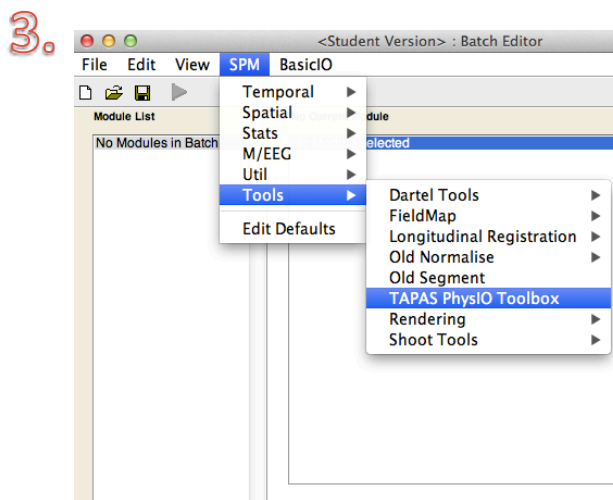 3.
<Student Version> : Batch Editor
File Edit View SPM BasicIO
Module List
No Modules in Batch
Temporal
Spatial
Stats
M/EEG
Util
Tools
Edit Defaults
Dartel Tools
FieldMap
Longitudinal Registration
Old Normalise
Old Segment
TAPAS PhysIO Toolbox
Rendering
Shoot Tools